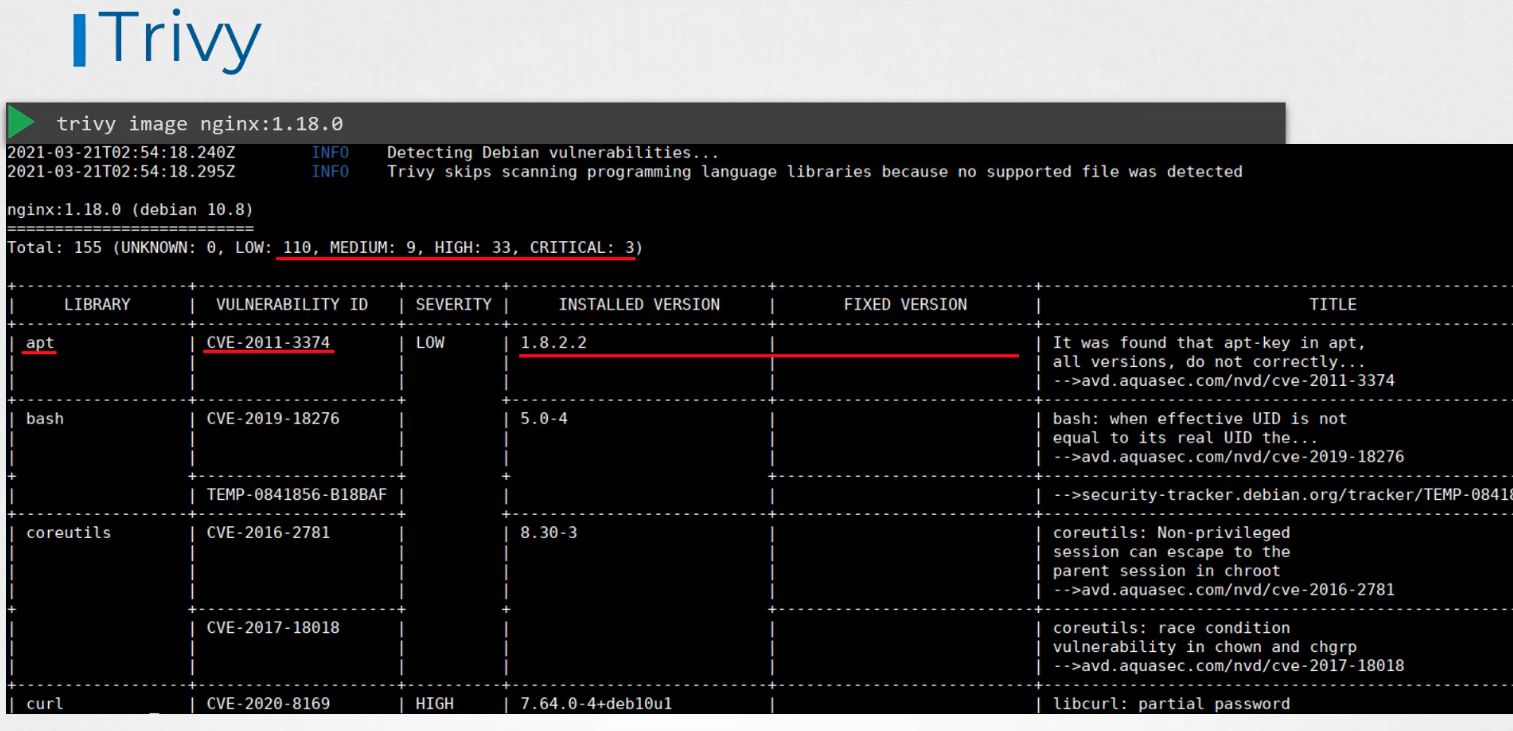 Trivy
trivy image nginx:1.18.0
2021-03-21T02:54:18.240Z INFO Detecting Debian vulnerabilities...
2021-03-21T02:54:18.295Z INFO Trivy skips scanning programming language libraries because no supported file was detected
nginx:1.18.0 (debian 10.8)
==========================
Total: 155 (UNKNOWN: 0, LOW: 110, MEDIUM: 9, HIGH: 33, CRITICAL: 3)
| LIBRARY | VULNERABILITY ID | SEVERITY | INSTALLED VERSION | FIXED VERSION | TITLE
| apt | CVE-2011-3374 | LOW | 1.8.2.2 | | It was found that apt-key in apt,
| all versions, do not correctly...
| -->avd.aquasec.com/nvd/cve-2011-3374
| bash | CVE-2019-18276 | | 5.0-4 | | bash: when effective UID is not
| equal to its real UID the...
| -->avd.aquasec.com/nvd/cve-2019-18276
| | TEMP-0841856-B18BAF | | | | -->security-tracker.debian.org/tracker/TEMP-08418
| coreutils | CVE-2016-2781 | | 8.30-3 | | coreutils: Non-privileged
| session can escape to the
| parent session in chroot
| -->avd.aquasec.com/nvd/cve-2016-2781
| | CVE-2017-18018 | | | | coreutils: race condition
| vulnerability in chown and chgrp
| -->avd.aquasec.com/nvd/cve-2017-18018
| curl | CVE-2020-8169 | HIGH | 7.64.0-4+deb10u1 | | libcurl: partial password